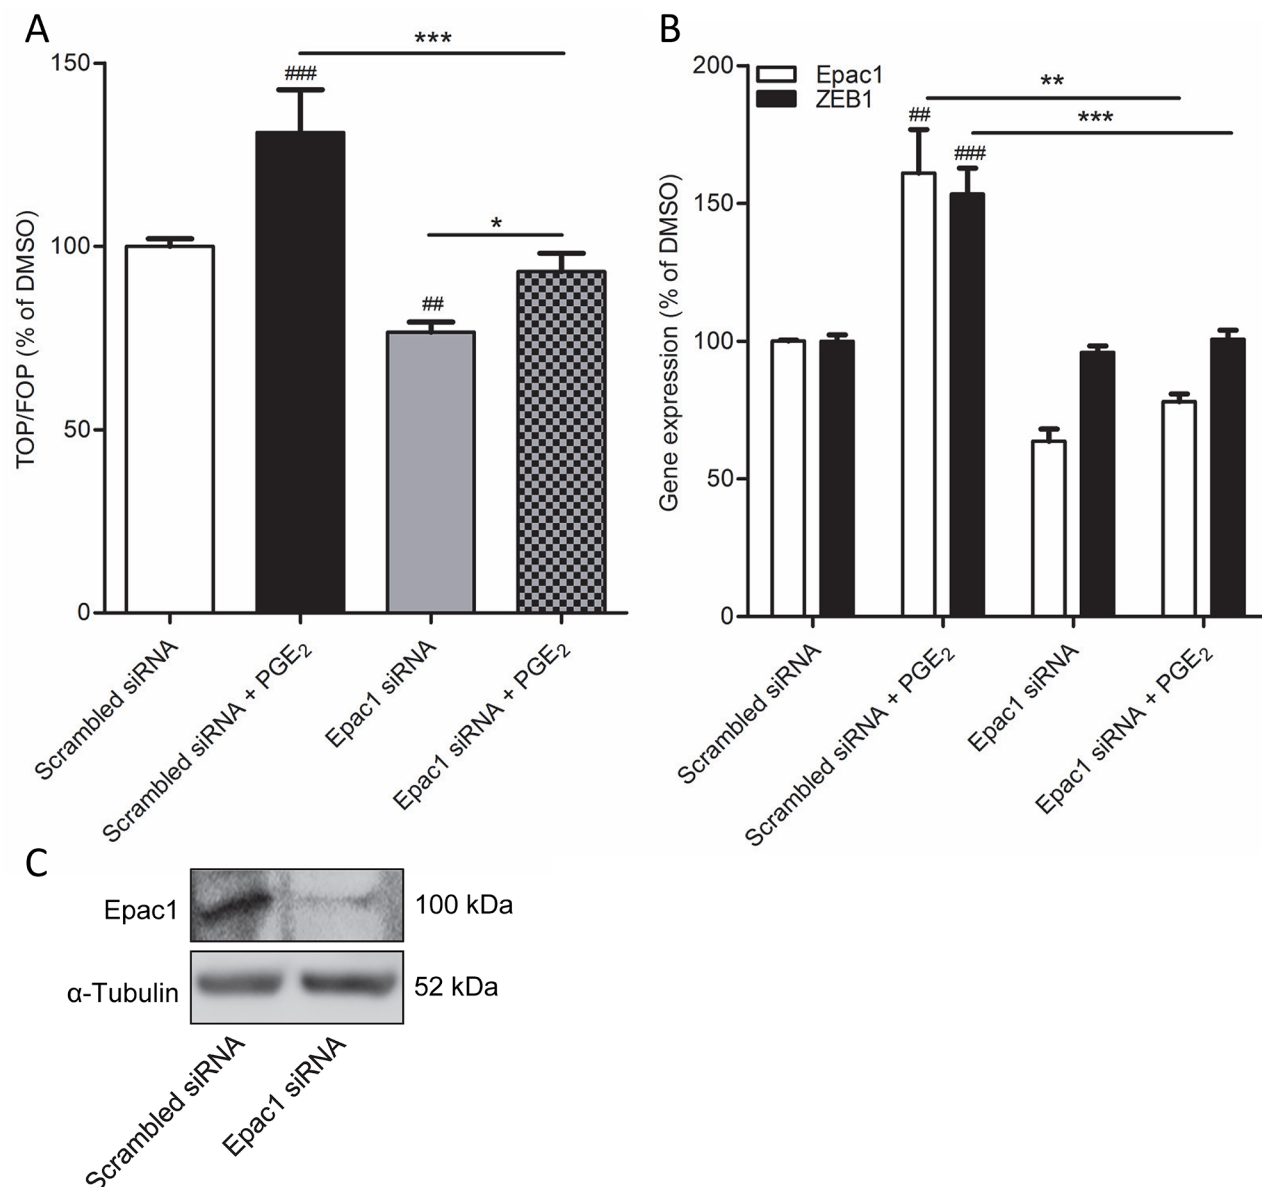 A
***
150
###
*
##
100
50
0
TOP/FOP (% of DMSO)
Scrambled siRNA
Scrambled siRNA + PGE₂
Epac1 siRNA
Epac1 siRNA + PGE₂
B
200
Epac1
ZEB1
**
***
##
###
150
100
50
0
Gene expression (% of DMSO)
Scrambled siRNA
Scrambled siRNA + PGE₂
Epac1 siRNA
Epac1 siRNA + PGE₂
C
Epac1
100 kDa
α-Tubulin
52 kDa
Scrambled siRNA
Epac1 siRNA